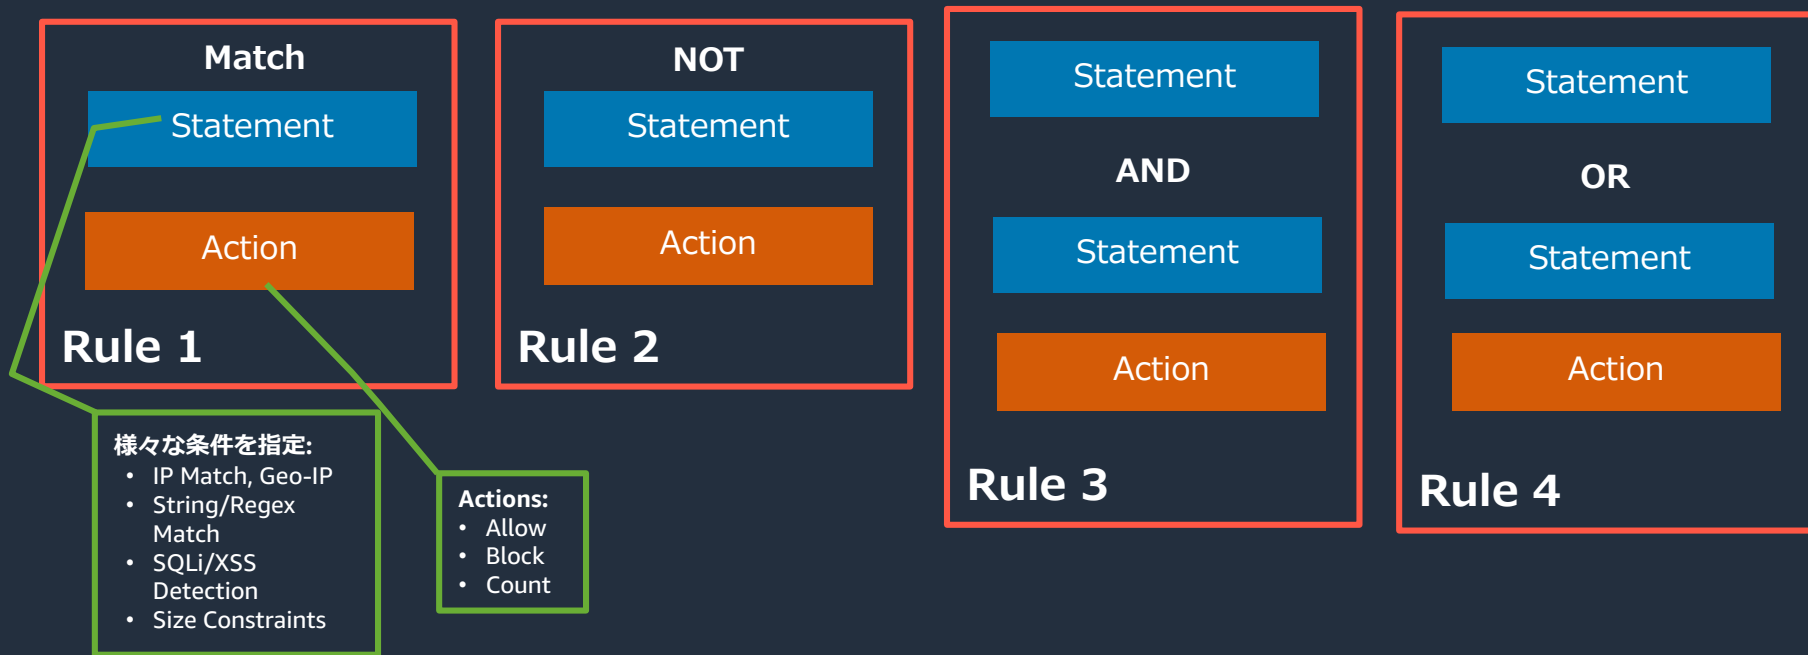 Match
Statement
Action
Rule 1
NOT
Statement
Action
Rule 2
Statement
AND
Statement
Action
Rule 3
Statement
OR
Statement
Action
Rule 4
様々な条件を指定:
• IP Match, Geo-IP
• String/Regex
Match
• SQLi/XSS
Detection
• Size Constraints
Actions:
• Allow
• Block
• Count